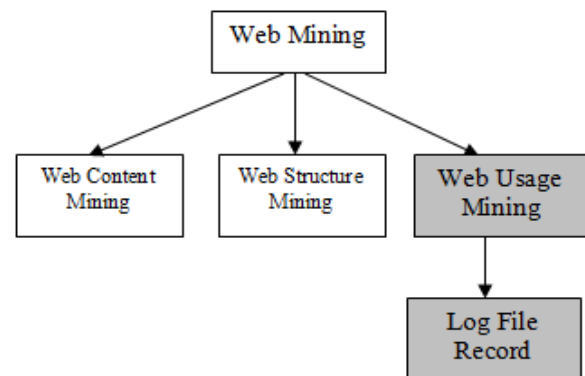 Web Mining
Web Content
Mining
Web Structure
Mining
Web Usage
Mining
Log File
Record